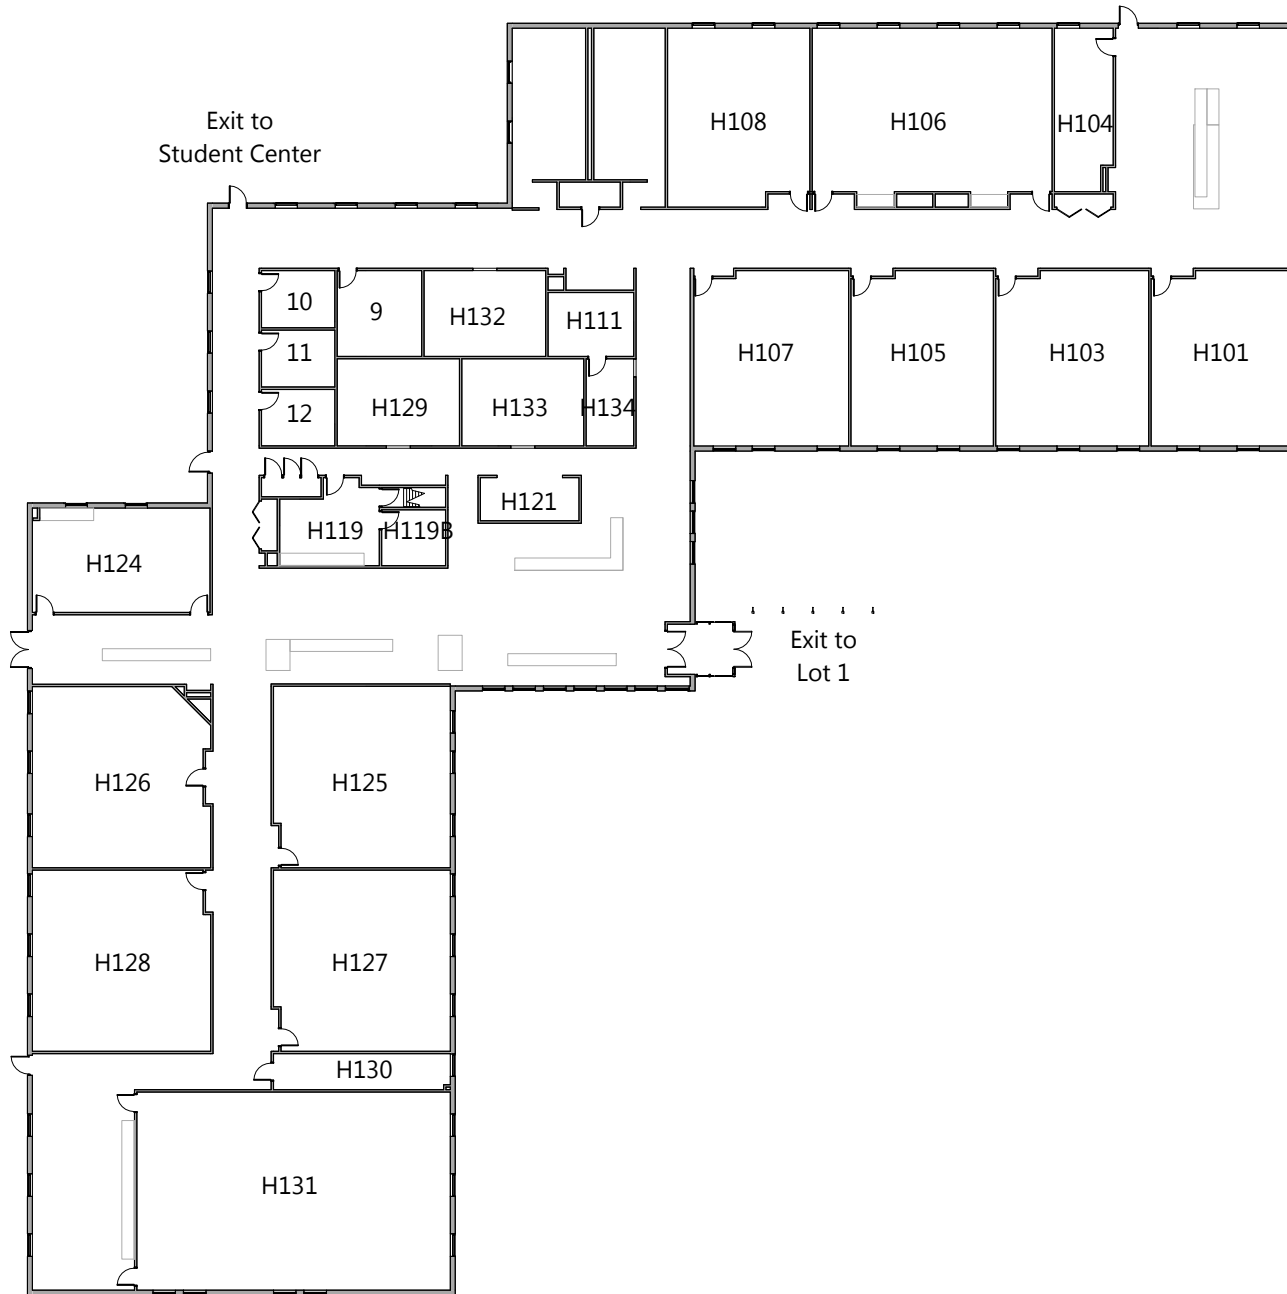 Exit to
Student Center
H108
H106
H104
10
9
H132
H111
11
H107
H105
H103
H101
12
H129
H133
H134
H119
H119B
H121
H124
Exit to
Lot 1
H126
H125
H128
H127
H130
H131